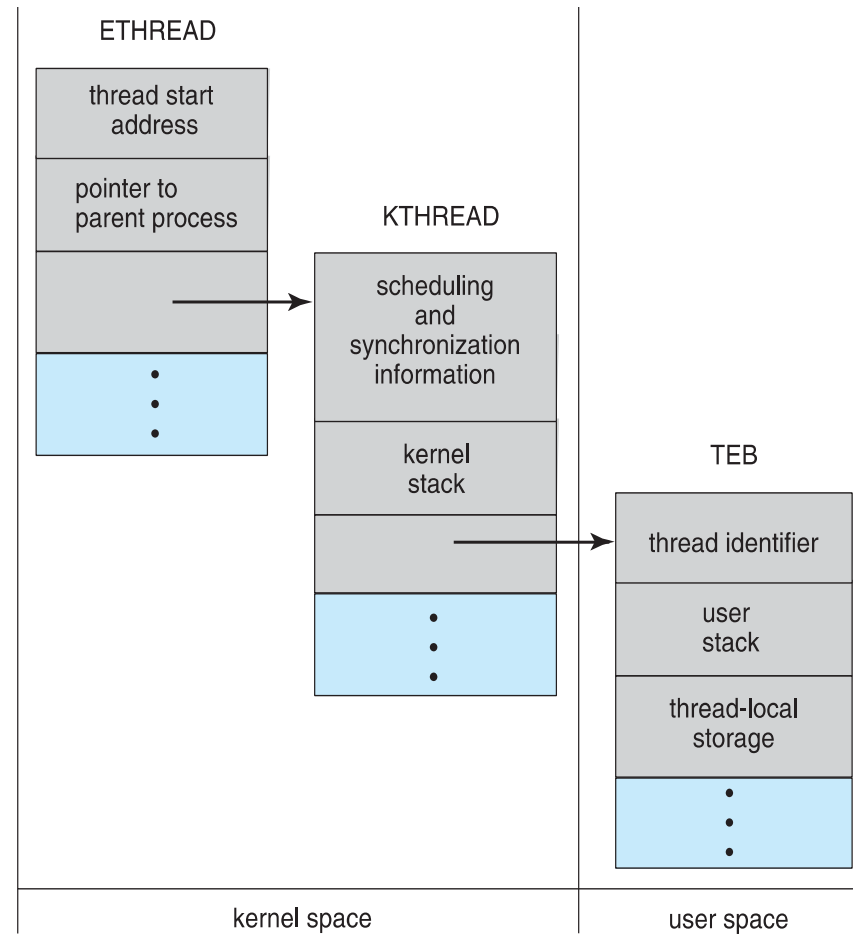 ETHREAD
thread start
address
pointer to
parent process
KTHREAD
scheduling
and
synchronization
information
kernel
stack
TEB
thread identifier
user
stack
thread-local
storage
kernel space
user space